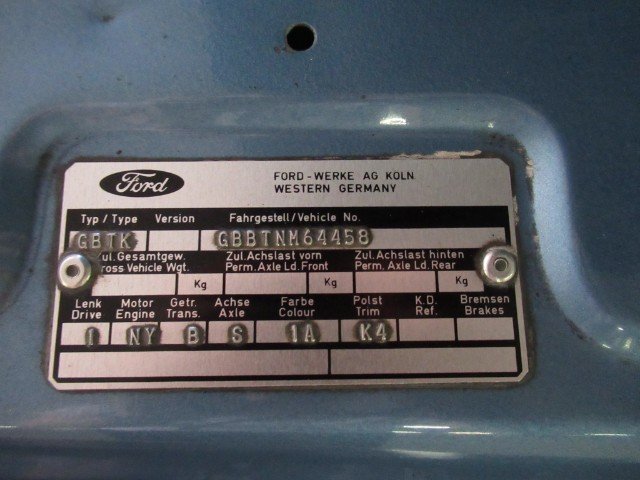 Ford
FORD-WERKE AG KÖLN
WESTERN GERMANY
Typ / Type Version Fahrgestell/Vehicle No.
GBTK GBBTNM64458
Zul. Gesamtgew. Zul. Achslast vorn Zul. Achslast hinten
Gross Vehicle Wgt. Perm. Axle Ld. Front Perm. Axle Ld. Rear
Kg Kg Kg
Lenk Motor Getr. Achse Farbe Polst K.D. Bremsen
Drive Engine Trans. Axle Colour Trim Ref. Brakes
1 NY B S 1A K4